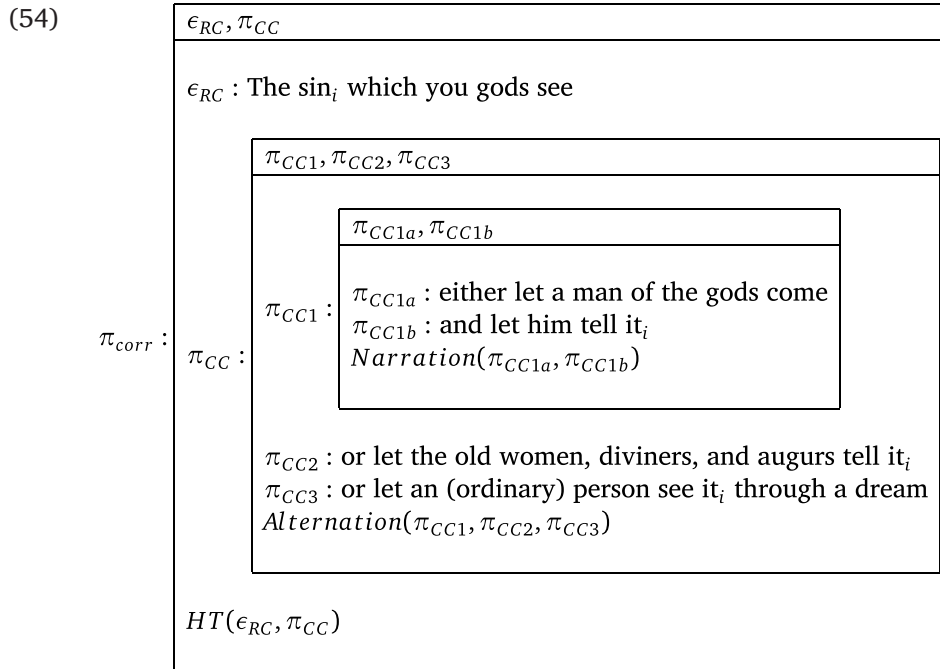 (54)
ϵ_RC, π_CC
ϵ_RC : The sin_i which you gods see
π_CC1, π_CC2, π_CC3
π_CC1a, π_CC1b
π_CC1a : either let a man of the gods come
π_CC1 :
π_CC1b : and let him tell it_i
π_corr :
π_CC :
Narration(π_CC1a, π_CC1b)
π_CC2 : or let the old women, diviners, and augurs tell it_i
π_CC3 : or let an (ordinary) person see it_i through a dream
Alternation(π_CC1, π_CC2, π_CC3)
HT(ϵ_RC, π_CC)